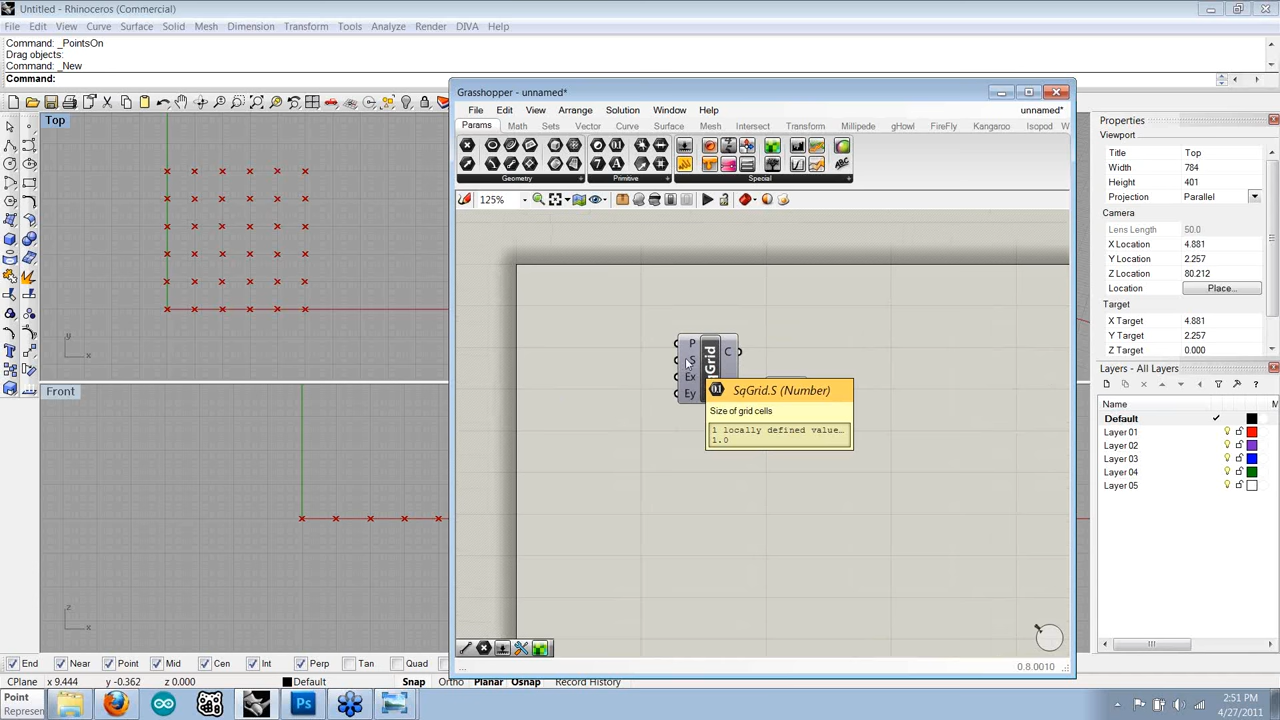 Untitled - Rhinoceros (Commercial)
File Edit View Curve Surface Solid Mesh Dimension Transform Tools Analyze Render DIVA Help
Command: _PointsOn
Drag objects:
Command: _New
Command:
Top
y
x
Front
z
x
Grasshopper - unnamed*
File Edit View Arrange Solution Window Help
unnamed*
Params Math Sets Vector Curve Surface Mesh Intersect Transform Millipede gHowl FireFly Kangaroo Isopod W
Geometry Primitive Special
125%
P
S
Ex
Ey
C
SqGrid.S (Number)
Size of grid cells
1 locally defined value…
1.0
...
0.8.0010
Properties
Viewport
Title Top
Width 784
Height 401
Projection Parallel
Camera
Lens Length 50.0
X Location 4.881
Y Location 2.257
Z Location 80.212
Location Place...
Target
X Target 4.881
Y Target 2.257
Z Target 0.000
Layers - All Layers
Name
Default
Layer 01
Layer 02
Layer 03
Layer 04
Layer 05
End Near Point Mid Cen Int Perp Tan Quad
CPlane x 9.444 y -0.362 z 0.000 Default Snap Ortho Planar Osnap Record History
Point
Represen
2:51 PM
4/27/2011